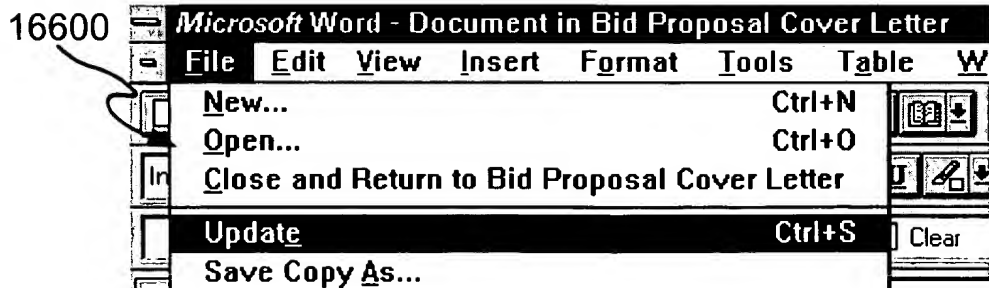 16600
Microsoft Word - Document in Bid Proposal Cover Letter
File Edit View Insert Format Tools Table W
New... Ctrl+N
Open... Ctrl+O
In Close and Return to Bid Proposal Cover Letter U
Update Ctrl+S Clear
Save Copy As...